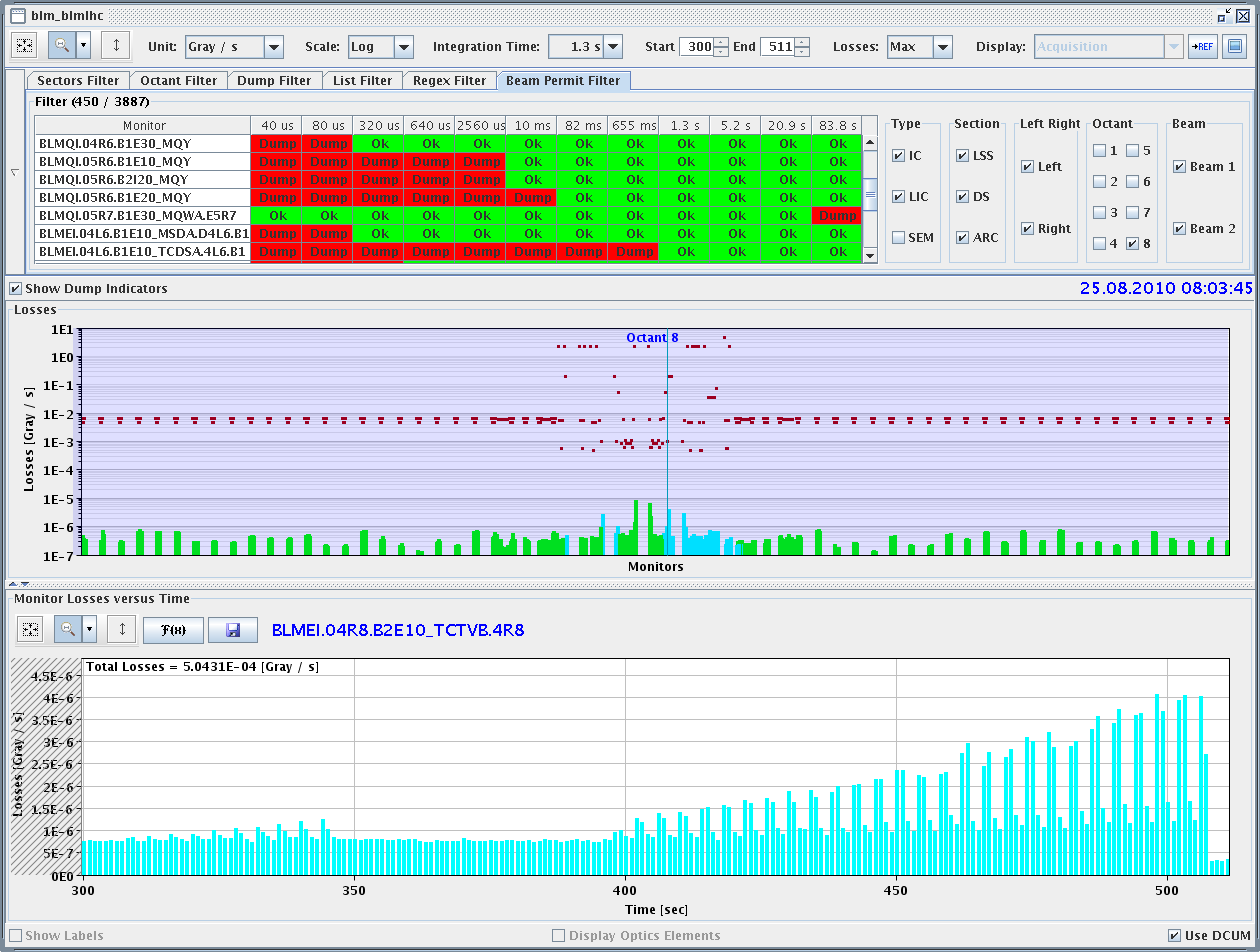 blm_blmlhc
Unit: Gray / s Scale: Log Integration Time: 1.3 s Start 300 End 511 Losses: Max Display: Acquisition →REF
Sectors Filter Octant Filter Dump Filter List Filter Regex Filter Beam Permit Filter
Filter (450 / 3887)
Monitor 40 us 80 us 320 us 640 us 2560 us 10 ms 82 ms 655 ms 1.3 s 5.2 s 20.9 s 83.8 s
BLMQI.04R6.B1E30_MQY Dump Dump Ok Ok Ok Ok Ok Ok Ok Ok Ok Ok
BLMQI.05R6.B1E10_MQY Dump Dump Dump Dump Dump Ok Ok Ok Ok Ok Ok Ok
BLMQI.05R6.B2I20_MQY Dump Dump Dump Dump Dump Ok Ok Ok Ok Ok Ok Ok
BLMQI.05R6.B1E20_MQY Dump Dump Dump Dump Dump Dump Ok Ok Ok Ok Ok Ok
BLMQI.05R7.B1E30_MQWA.E5R7 Ok Ok Ok Ok Ok Ok Ok Ok Ok Ok Ok Dump
BLMEI.04L6.B1E10_MSDA.D4L6.B1 Dump Dump Ok Ok Ok Ok Ok Ok Ok Ok Ok Ok
BLMEI.04L6.B1E10_TCDSA.4L6.B1 Dump Dump Dump Dump Dump Dump Dump Dump Ok Ok Ok Ok
Type Section Left Right Octant Beam
IC LSS Left 1 5 Beam 1
2 6
LIC DS
3 7
SEM ARC Right 4 8 Beam 2
Show Dump Indicators 25.08.2010 08:03:45
Losses
Octant 8
1E1
1E0
1E-1
1E-2
1E-3
1E-4
1E-5
1E-6
1E-7
Losses [Gray / s]
Monitors
Monitor Losses versus Time
F(x) BLMEI.04R8.B2E10_TCTVB.4R8
Total Losses = 5.0431E-04 [Gray / s]
4.5E-6
4E-6
3.5E-6
3E-6
2.5E-6
2E-6
1.5E-6
1E-6
5E-7
0E0
Losses [Gray / s]
300 350 400 450 500
Time [sec]
Show Labels Display Optics Elements Use DCUM